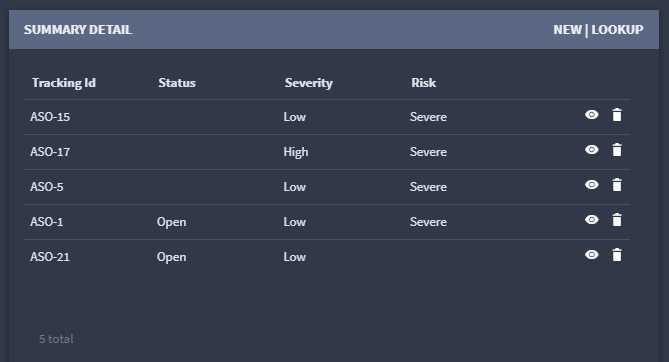 SUMMARY DETAIL NEW | LOOKUP
Tracking Id Status Severity Risk
ASO-15 Low Severe
ASO-17 High Severe
ASO-5 Low Severe
ASO-1 Open Low Severe
ASO-21 Open Low
5 total